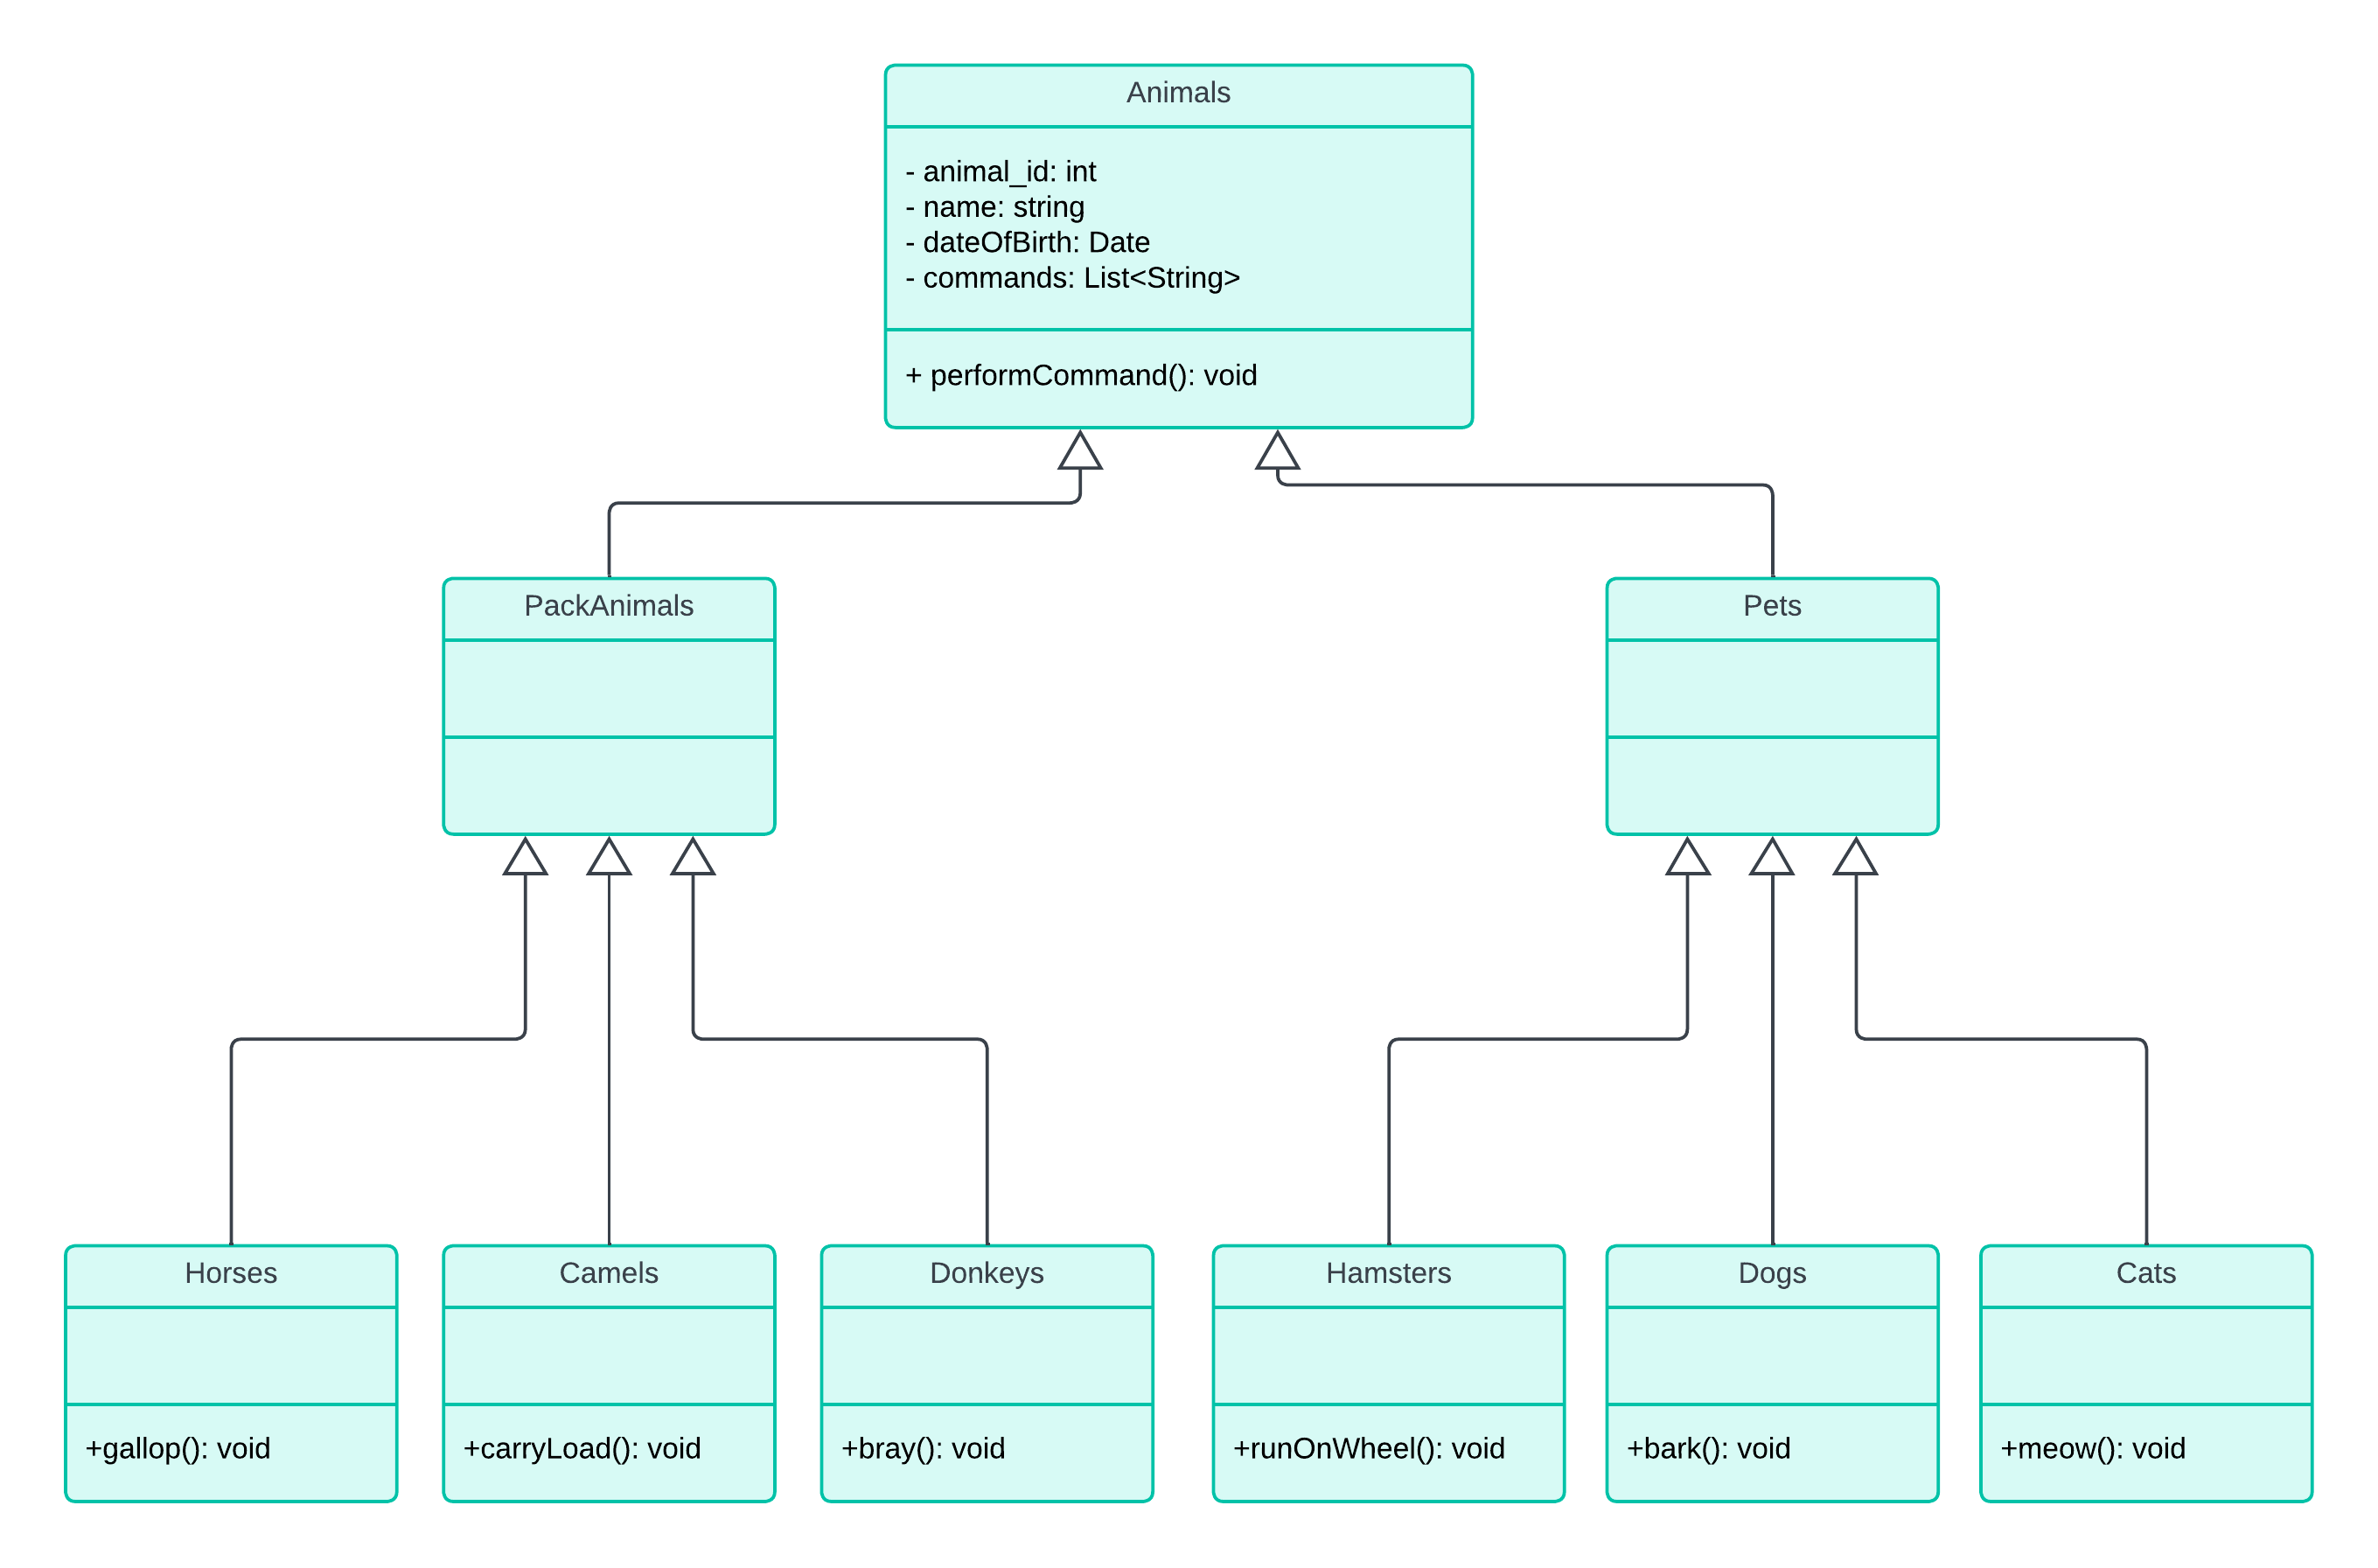 Animals
- animal_id: int
- name: string
- dateOfBirth: Date
- commands: List<String>
+ performCommand(): void
PackAnimals
Pets
Horses
+gallop(): void
Camels
+carryLoad(): void
Donkeys
+bray(): void
Hamsters
+runOnWheel(): void
Dogs
+bark(): void
Cats
+meow(): void